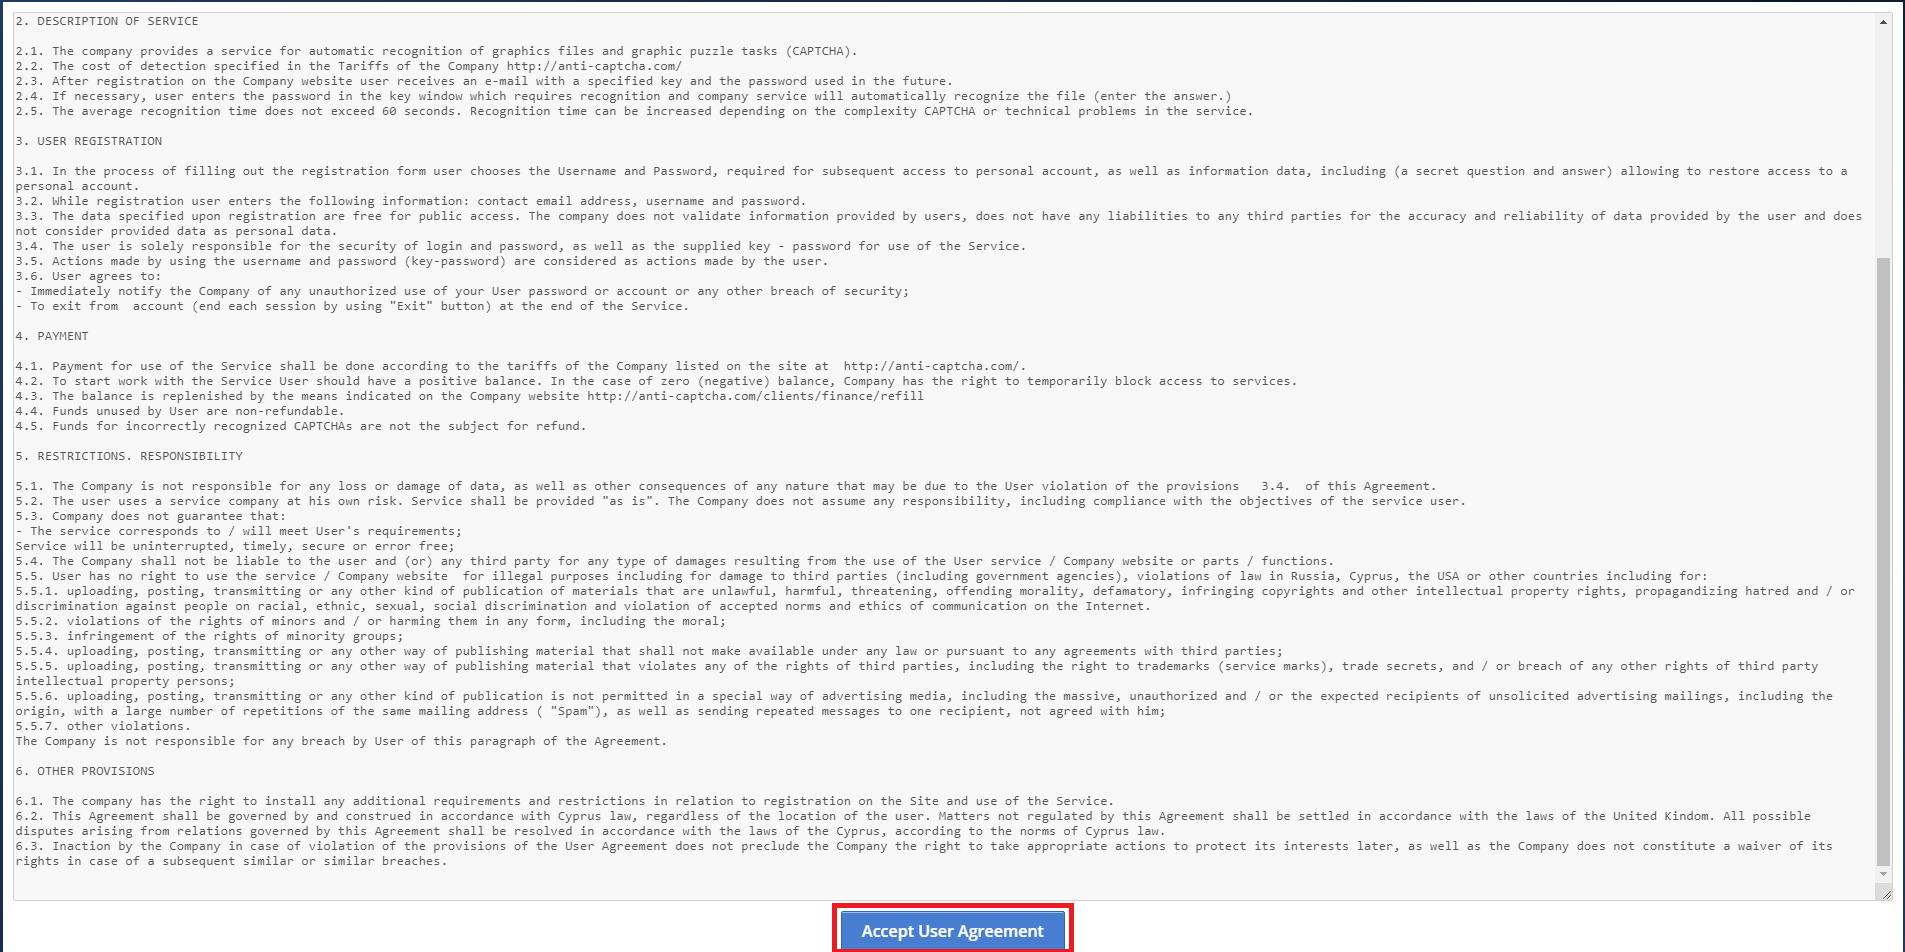 2. DESCRIPTION OF SERVICE
2.1. The company provides a service for automatic recognition of graphics files and graphic puzzle tasks (CAPTCHA).
2.2. The cost of detection specified in the Tariffs of the Company http://anti-captcha.com/
2.3. After registration on the Company website user receives an e-mail with a specified key and the password used in the future.
2.4. If necessary, user enters the password in the key window which requires recognition and company service will automatically recognize the file (enter the answer.)
2.5. The average recognition time does not exceed 60 seconds. Recognition time can be increased depending on the complexity CAPTCHA or technical problems in the service.
3. USER REGISTRATION
3.1. In the process of filling out the registration form user chooses the Username and Password, required for subsequent access to personal account, as well as information data, including (a secret question and answer) allowing to restore access to a
personal account.
3.2. While registration user enters the following information: contact email address, username and password.
3.3. The data specified upon registration are free for public access. The company does not validate information provided by users, does not have any liabilities to any third parties for the accuracy and reliability of data provided by the user and does
not consider provided data as personal data.
3.4. The user is solely responsible for the security of login and password, as well as the supplied key - password for use of the Service.
3.5. Actions made by using the username and password (key-password) are considered as actions made by the user.
3.6. User agrees to:
- Immediately notify the Company of any unauthorized use of your User password or account or any other breach of security;
- To exit from  account (end each session by using "Exit" button) at the end of the Service.
4. PAYMENT
4.1. Payment for use of the Service shall be done according to the tariffs of the Company listed on the site at  http://anti-captcha.com/.
4.2. To start work with the Service User should have a positive balance. In the case of zero (negative) balance, Company has the right to temporarily block access to services.
4.3. The balance is replenished by the means indicated on the Company website http://anti-captcha.com/clients/finance/refill
4.4. Funds unused by User are non-refundable.
4.5. Funds for incorrectly recognized CAPTCHAs are not the subject for refund.
5. RESTRICTIONS. RESPONSIBILITY
5.1. The Company is not responsible for any loss or damage of data, as well as other consequences of any nature that may be due to the User violation of the provisions   3.4.  of this Agreement.
5.2. The user uses a service company at his own risk. Service shall be provided "as is". The Company does not assume any responsibility, including compliance with the objectives of the service user.
5.3. Company does not guarantee that:
- The service corresponds to / will meet User's requirements;
Service will be uninterrupted, timely, secure or error free;
5.4. The Company shall not be liable to the user and (or) any third party for any type of damages resulting from the use of the User service / Company website or parts / functions.
5.5. User has no right to use the service / Company website  for illegal purposes including for damage to third parties (including government agencies), violations of law in Russia, Cyprus, the USA or other countries including for:
5.5.1. uploading, posting, transmitting or any other kind of publication of materials that are unlawful, harmful, threatening, offending morality, defamatory, infringing copyrights and other intellectual property rights, propagandizing hatred and / or
discrimination against people on racial, ethnic, sexual, social discrimination and violation of accepted norms and ethics of communication on the Internet.
5.5.2. violations of the rights of minors and / or harming them in any form, including the moral;
5.5.3. infringement of the rights of minority groups;
5.5.4. uploading, posting, transmitting or any other way of publishing material that shall not make available under any law or pursuant to any agreements with third parties;
5.5.5. uploading, posting, transmitting or any other way of publishing material that violates any of the rights of third parties, including the right to trademarks (service marks), trade secrets, and / or breach of any other rights of third party
intellectual property persons;
5.5.6. uploading, posting, transmitting or any other kind of publication is not permitted in a special way of advertising media, including the massive, unauthorized and / or the expected recipients of unsolicited advertising mailings, including the
origin, with a large number of repetitions of the same mailing address ( "Spam"), as well as sending repeated messages to one recipient, not agreed with him;
5.5.7. other violations.
The Company is not responsible for any breach by User of this paragraph of the Agreement.
6. OTHER PROVISIONS
6.1. The company has the right to install any additional requirements and restrictions in relation to registration on the Site and use of the Service.
6.2. This Agreement shall be governed by and construed in accordance with Cyprus law, regardless of the location of the user. Matters not regulated by this Agreement shall be settled in accordance with the laws of the United Kindom. All possible
disputes arising from relations governed by this Agreement shall be resolved in accordance with the laws of the Cyprus, according to the norms of Cyprus law.
6.3. Inaction by the Company in case of violation of the provisions of the User Agreement does not preclude the Company the right to take appropriate actions to protect its interests later, as well as the Company does not constitute a waiver of its
rights in case of a subsequent similar or similar breaches.
Accept User Agreement